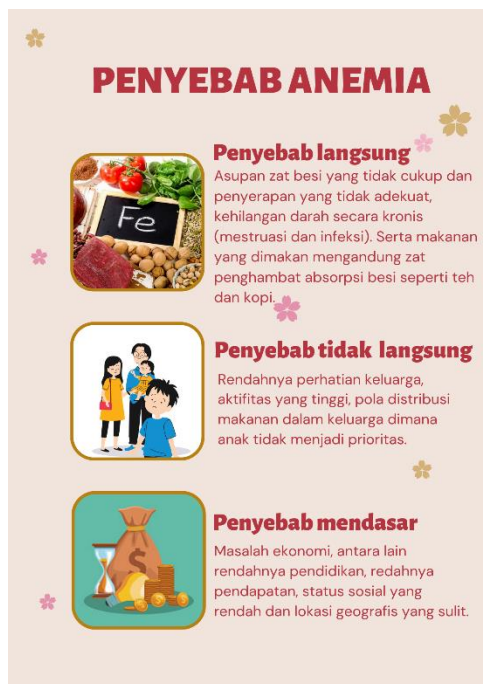 PENYEBAB ANEMIA
Penyebab langsung
Asupan zat besi yang tidak cukup dan
penyerapan yang tidak adekuat,
kehilangan darah secara kronis
(mestruasi dan infeksi). Serta makanan
yang dimakan mengandung zat
penghambat absorpsi besi seperti teh
dan kopi.
Fe
Penyebab tidak langsung
Rendahnya perhatian keluarga,
aktifitas yang tinggi, pola distribusi
makanan dalam keluarga dimana
anak tidak menjadi prioritas.
Penyebab mendasar
Masalah ekonomi, antara lain
rendahnya pendidikan, redahnya
pendapatan, status sosial yang
rendah dan lokasi geografis yang sulit.
$